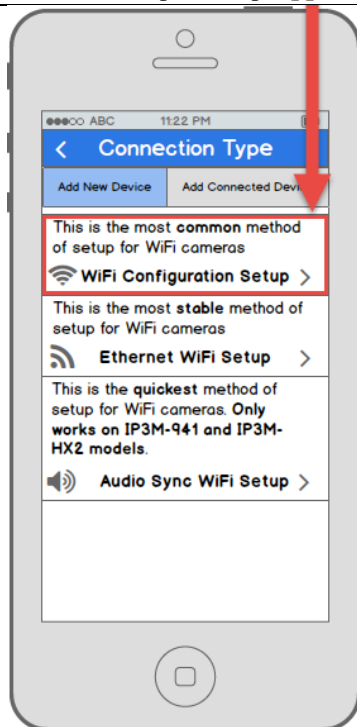 ABC 11:22 PM
< Connection Type
Add New Device Add Connected
This is the most common method
of setup for WiFi cameras
WiFi Configuration Setup >
This is the most stable method of
setup for WiFi cameras
Ethernet WiFi Setup >
This is the quickest method of
setup for WiFi cameras. Only
works on IP3M-941 and IP3M-
HX2 models.
Audio Sync WiFi Setup >